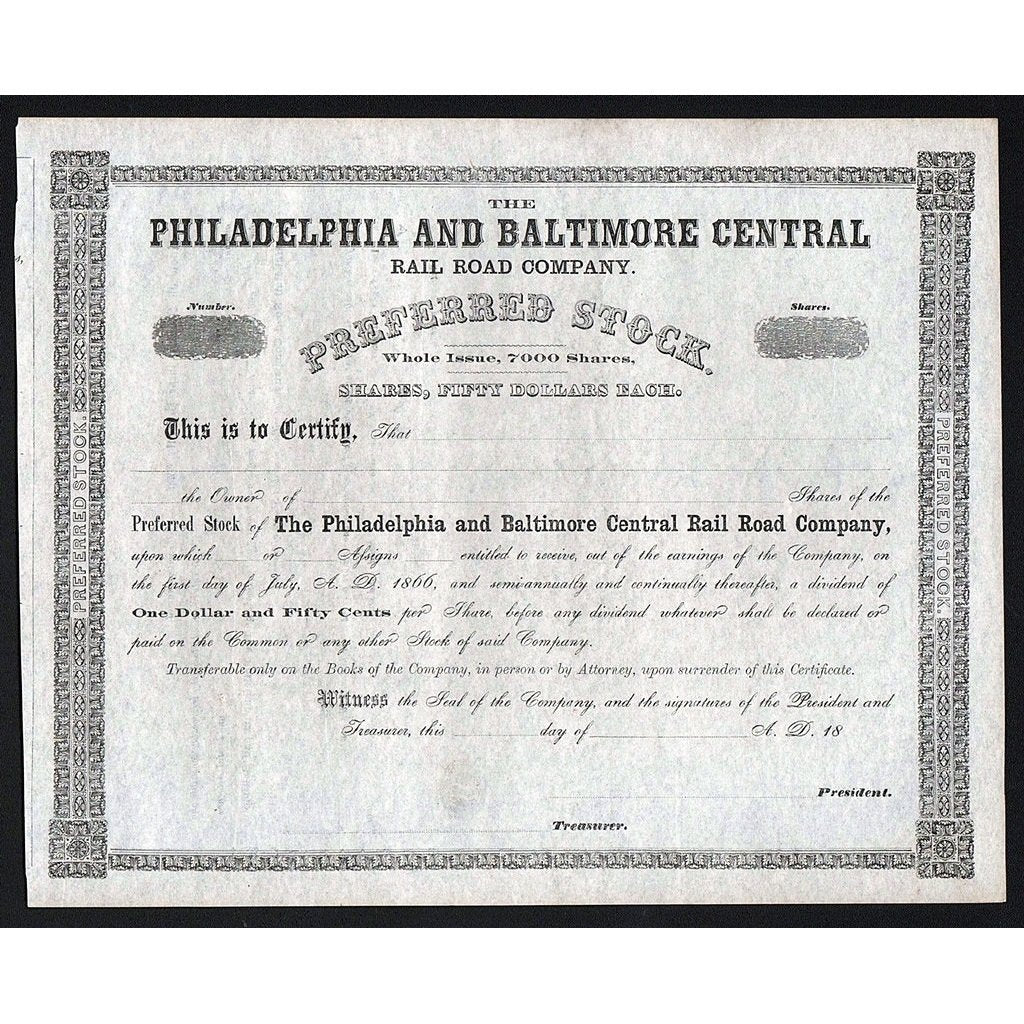 THE
PHILADELPHIA AND BALTIMORE CENTRAL
RAIL ROAD COMPANY.
Number.
Shares.
PREFERRED STOCK.
Whole Issue, 7000 Shares,
SHARES, FIFTY DOLLARS EACH.
This is to Certify, That
the Owner of Shares of the
Preferred Stock of The Philadelphia and Baltimore Central Rail Road Company,
upon which or Assigns entitled to receive, out of the earnings of the Company, on
the first day of July, A. D. 1866, and semi-annually and continually thereafter, a dividend of
One Dollar and Fifty Cents per Share, before any dividend whatever shall be declared or
paid on the Common or any other Stock of said Company.
Transferable only on the Books of the Company, in person or by Attorney, upon surrender of this Certificate.
Witness the Seal of the Company, and the signatures of the President and
Treasurer, this day of A. D. 18
President.
Treasurer.
PREFERRED STOCK.
PREFERRED STOCK.